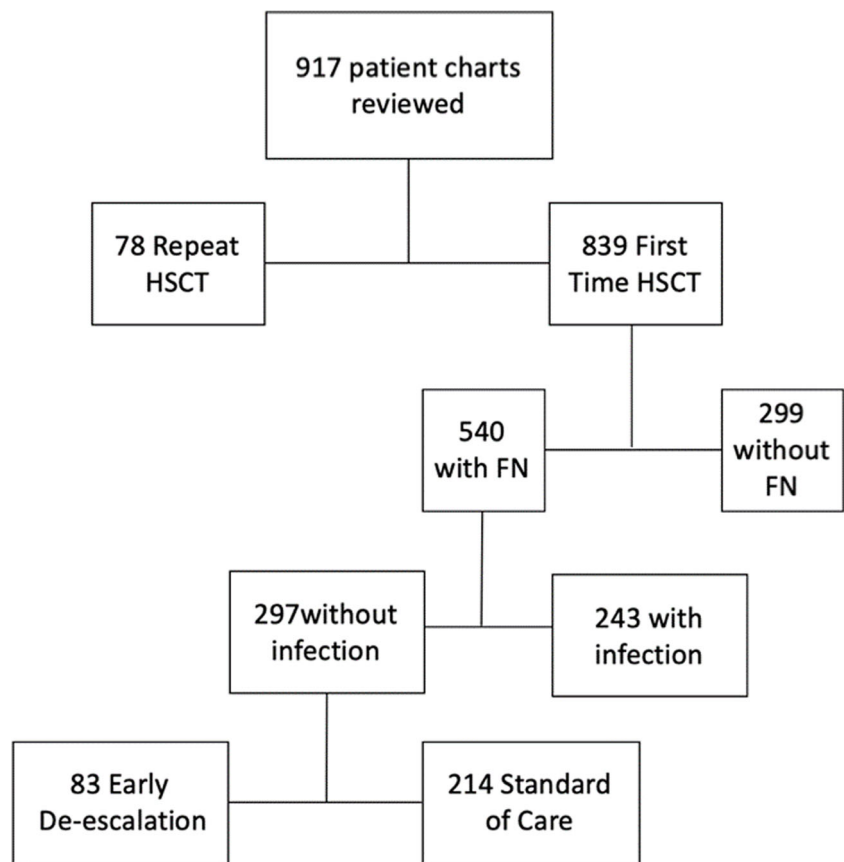 917 patient charts
reviewed
78 Repeat
HSCT
839 First
Time HSCT
540
with FN
299
without
FN
297without
infection
243 with
infection
83 Early
De-escalation
214 Standard
of Care